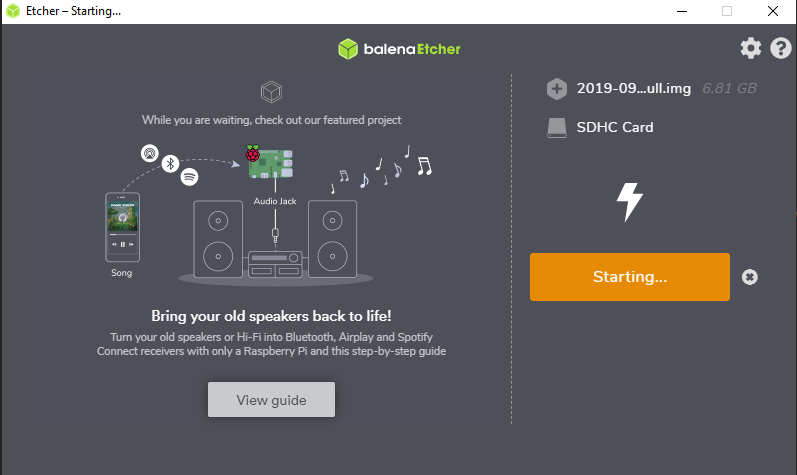 Etcher – Starting...
balenaEtcher
While you are waiting, check out our featured project
Audio Jack
Song
Bring your old speakers back to life!
Turn your old speakers or Hi-Fi into Bluetooth, Airplay and Spotify
Connect receivers with only a Raspberry Pi and this step-by-step guide
View guide
2019-09...ull.img 6.81 GB
SDHC Card
Starting...